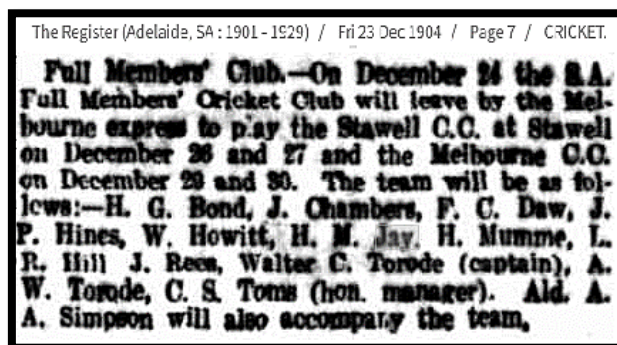 The Register (Adelaide, SA : 1901 - 1929) / Fri 23 Dec 1904 / Page 7 / CRICKET.
Full Members' Club.—On December 24 the S.A.
Full Members' Cricket Club will leave by the Mel-
bourne express to play the Stawell C.C. at Stawell
on December 26 and 27 and the Melbourne C.C.
on December 29 and 30. The team will be as fol-
lows:—H. G. Bond, J. Chambers, F. C. Daw, J.
P. Hines, W. Howitt, H. M. Jay, H. Mumme, L.
R. Hill J. Rees, Walter C. Torode (captain), A.
W. Torode, C. S. Toms (hon. manager). Ald. A.
A. Simpson will also accompany the team.